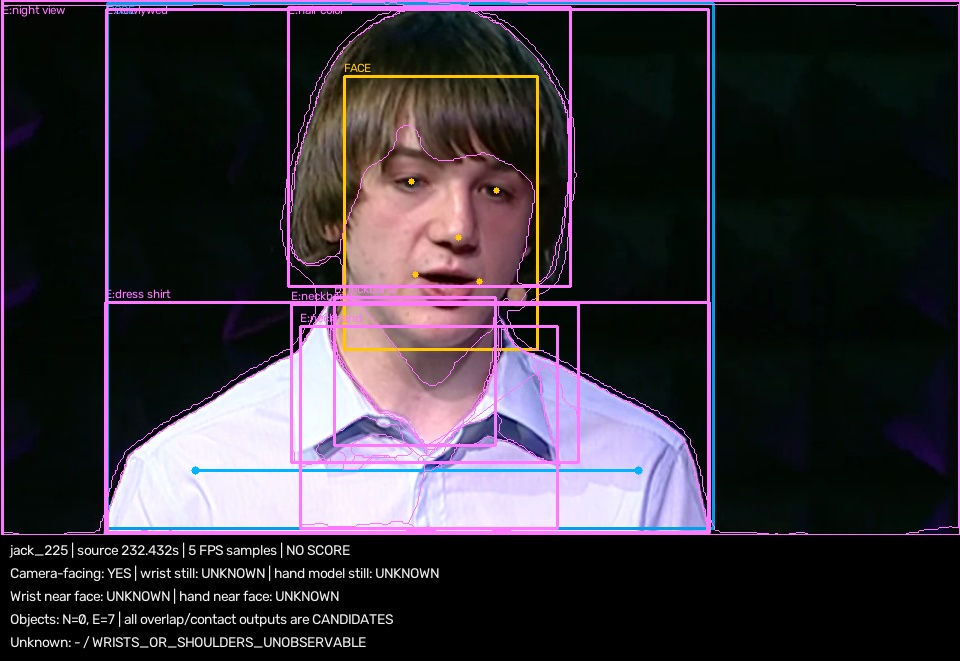 E:night view
E:hair color
FACE
E:dress shirt
jack_225 | source 232.432s | 5 FPS samples | NO SCORE
Camera-facing: YES | wrist still: UNKNOWN | hand model still: UNKNOWN
Wrist near face: UNKNOWN | hand near face: UNKNOWN
Objects: N=0, E=7 | all overlap/contact outputs are CANDIDATES
Unknown: - / WRISTS_OR_SHOULDERS_UNOBSERVABLE